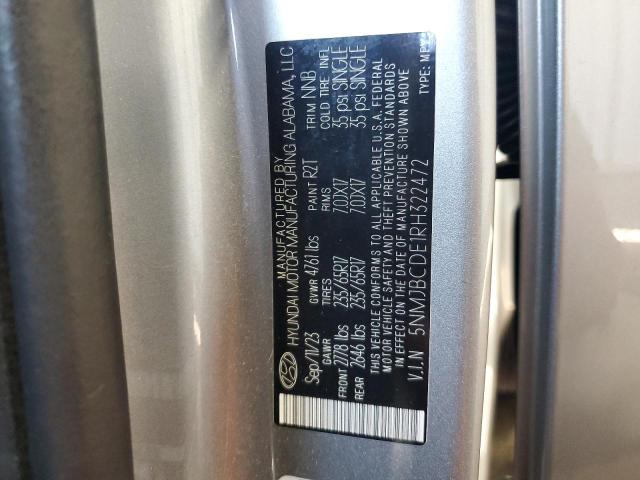 MANUFACTURED BY
HYUNDAI MOTOR MANUFACTURING ALABAMA, LLC
Sep/11/23 GVWR 4761 lbs PAINT R2T TRIM NNB
GAWR TIRES RIMS COLD TIRE INFL
FRONT 2778 lbs 235/65R17 7.0JX17 35 psi SINGLE
REAR 2646 lbs 235/65R17 7.0JX17 35 psi SINGLE
THIS VEHICLE CONFORMS TO ALL APPLICABLE U.S.A. FEDERAL
MOTOR VEHICLE SAFETY AND THEFT PREVENTION STANDARDS
IN EFFECT ON THE DATE OF MANUFACTURE SHOWN ABOVE
V.I.N 5NMJBCDE1RH322472 TYPE: MPV